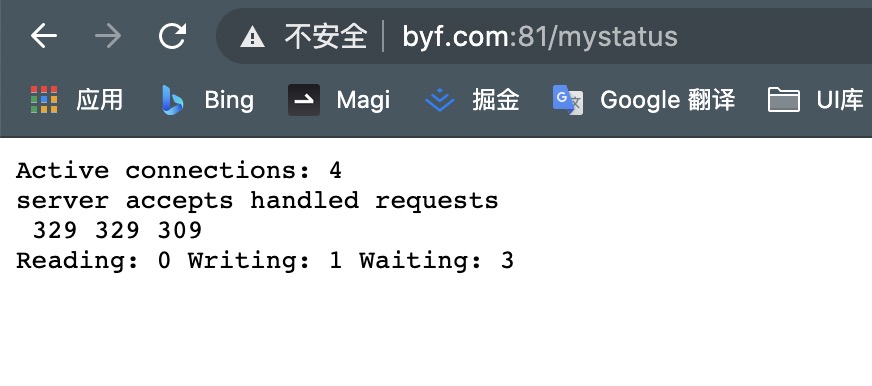 不安全 | byf.com:81/mystatus
应用 Bing Magi 掘金 Google 翻译 UI库
Active connections: 4
server accepts handled requests
329 329 309
Reading: 0 Writing: 1 Waiting: 3